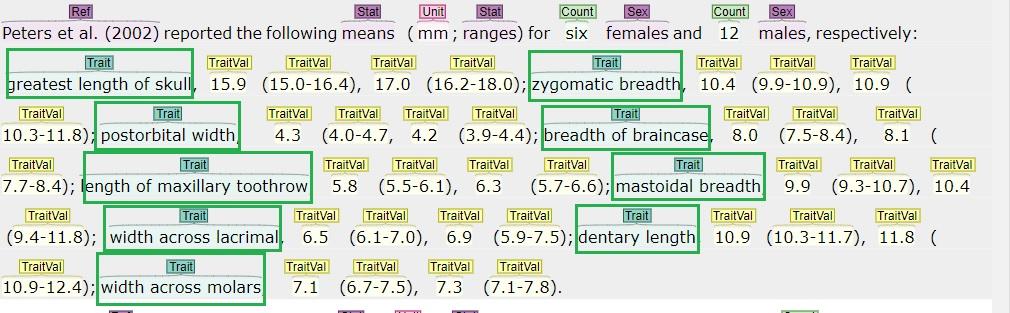 Ref Stat Unit Stat Count Sex Count Sex
Peters et al. (2002) reported the following means (mm; ranges) for six females and 12 males, respectively:
Trait TraitVal TraitVal TraitVal TraitVal Trait TraitVal TraitVal TraitVal
greatest length of skull, 15.9 (15.0-16.4), 17.0 (16.2-18.0); zygomatic breadth, 10.4 (9.9-10.9), 10.9 (
TraitVal Trait TraitVal TraitVal TraitVal TraitVal Trait TraitVal TraitVal TraitVal
10.3-11.8); postorbital width 4.3 (4.0-4.7, 4.2 (3.9-4.4); breadth of braincase, 8.0 (7.5-8.4), 8.1 (
TraitVal Trait TraitVal TraitVal TraitVal TraitVal Trait TraitVal TraitVal TraitVal
7.7-8.4); length of maxillary toothrow 5.8 (5.5-6.1), 6.3 (5.7-6.6); mastoidal breadth, 9.9 (9.3-10.7), 10.4
TraitVal Trait TraitVal TraitVal TraitVal TraitVal Trait TraitVal TraitVal TraitVal
(9.4-11.8); width across lacrimal, 6.5 (6.1-7.0), 6.9 (5.9-7.5); dentary length 10.9 (10.3-11.7), 11.8 (
TraitVal Trait TraitVal TraitVal TraitVal TraitVal
10.9-12.4); width across molars, 7.1 (6.7-7.5), 7.3 (7.1-7.8).